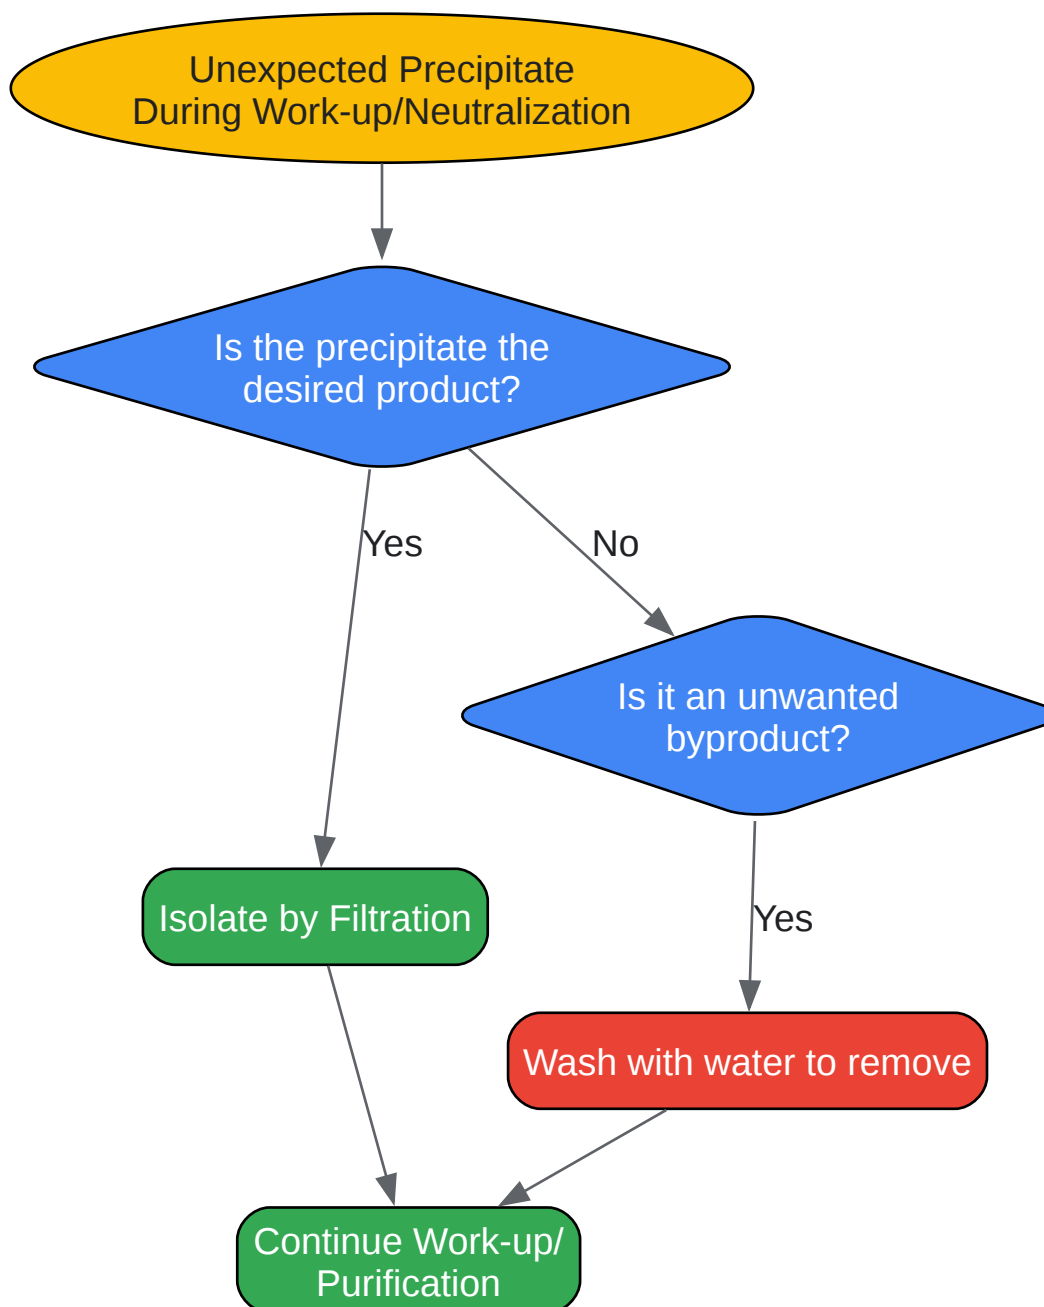 Unexpected Precipitate
During Work-up/Neutralization
Is the precipitate the
desired product?
Yes
No
Is it an unwanted
byproduct?
Isolate by Filtration
Yes
Wash with water to remove
Continue Work-up/
Purification